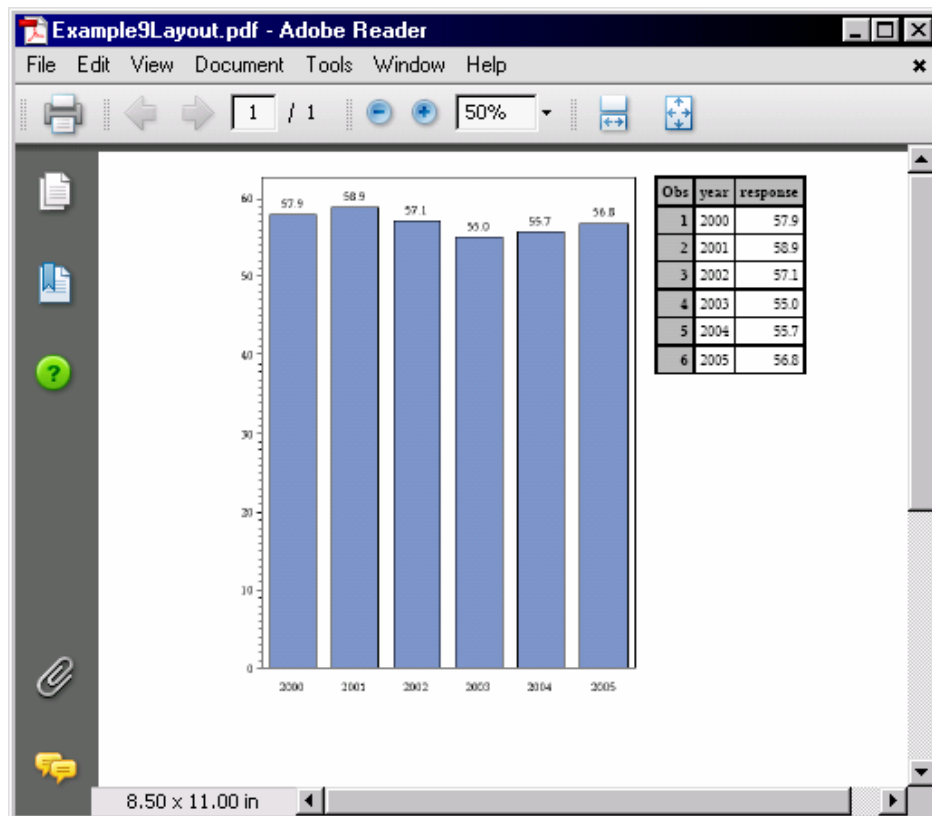 Example9Layout.pdf - Adobe Reader
File Edit View Document Tools Window Help
1 / 1 50%
60
50
40
30
20
10
0
57.9 58.9 57.1 55.0 55.7 56.8
2000 2001 2002 2003 2004 2005
Obs year response
1 2000 57.9
2 2001 58.9
3 2002 57.1
4 2003 55.0
5 2004 55.7
6 2005 56.8
8.50 x 11.00 in